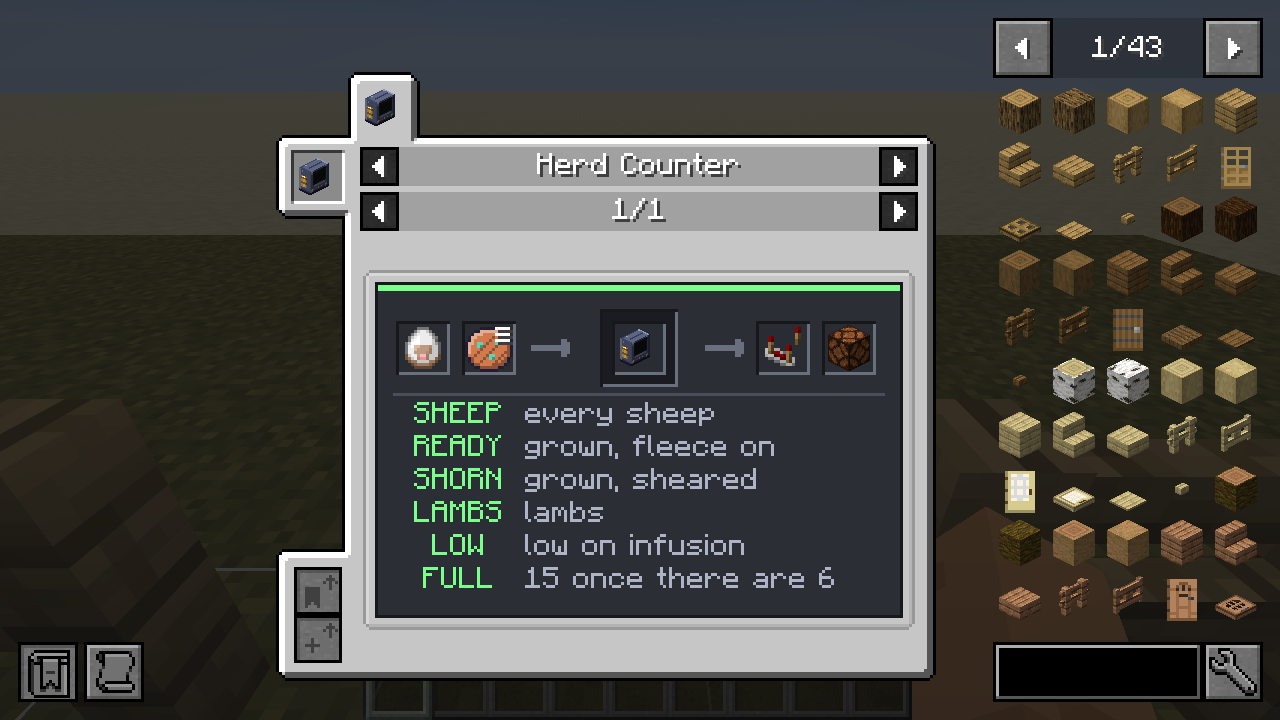 1/43
Herd Counter
1/1
SHEEP every sheep
READY grown, fleece on
SHORN grown, sheared
LAMBS lambs
LOW low on infusion
FULL 15 once there are 6